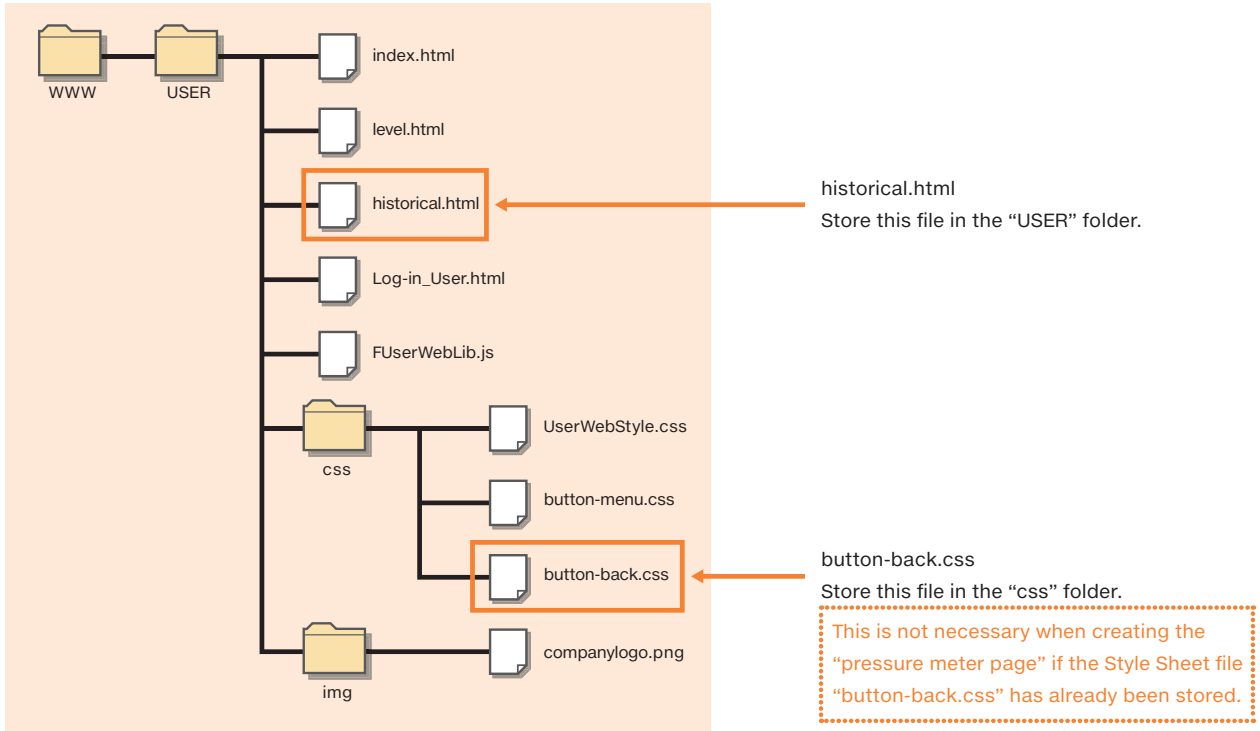 WWW
USER
index.html
level.html
historical.html
Log-in_User.html
FUserWebLib.js
css
UserWebStyle.css
button-menu.css
button-back.css
img
companylogo.png
historical.html
Store this file in the “USER” folder.
button-back.css
Store this file in the “css” folder.
This is not necessary when creating the
“pressure meter page” if the Style Sheet file
“button-back.css” has already been stored.